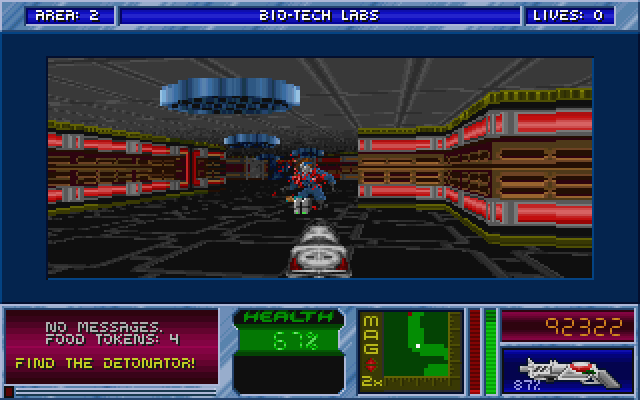 AREA: 2
BIO-TECH LABS
LIVES: 0
NO MESSAGES.
FOOD TOKENS: 4
FIND THE DETONATOR!
HEALTH
67%
MAG
2X
92322
87%